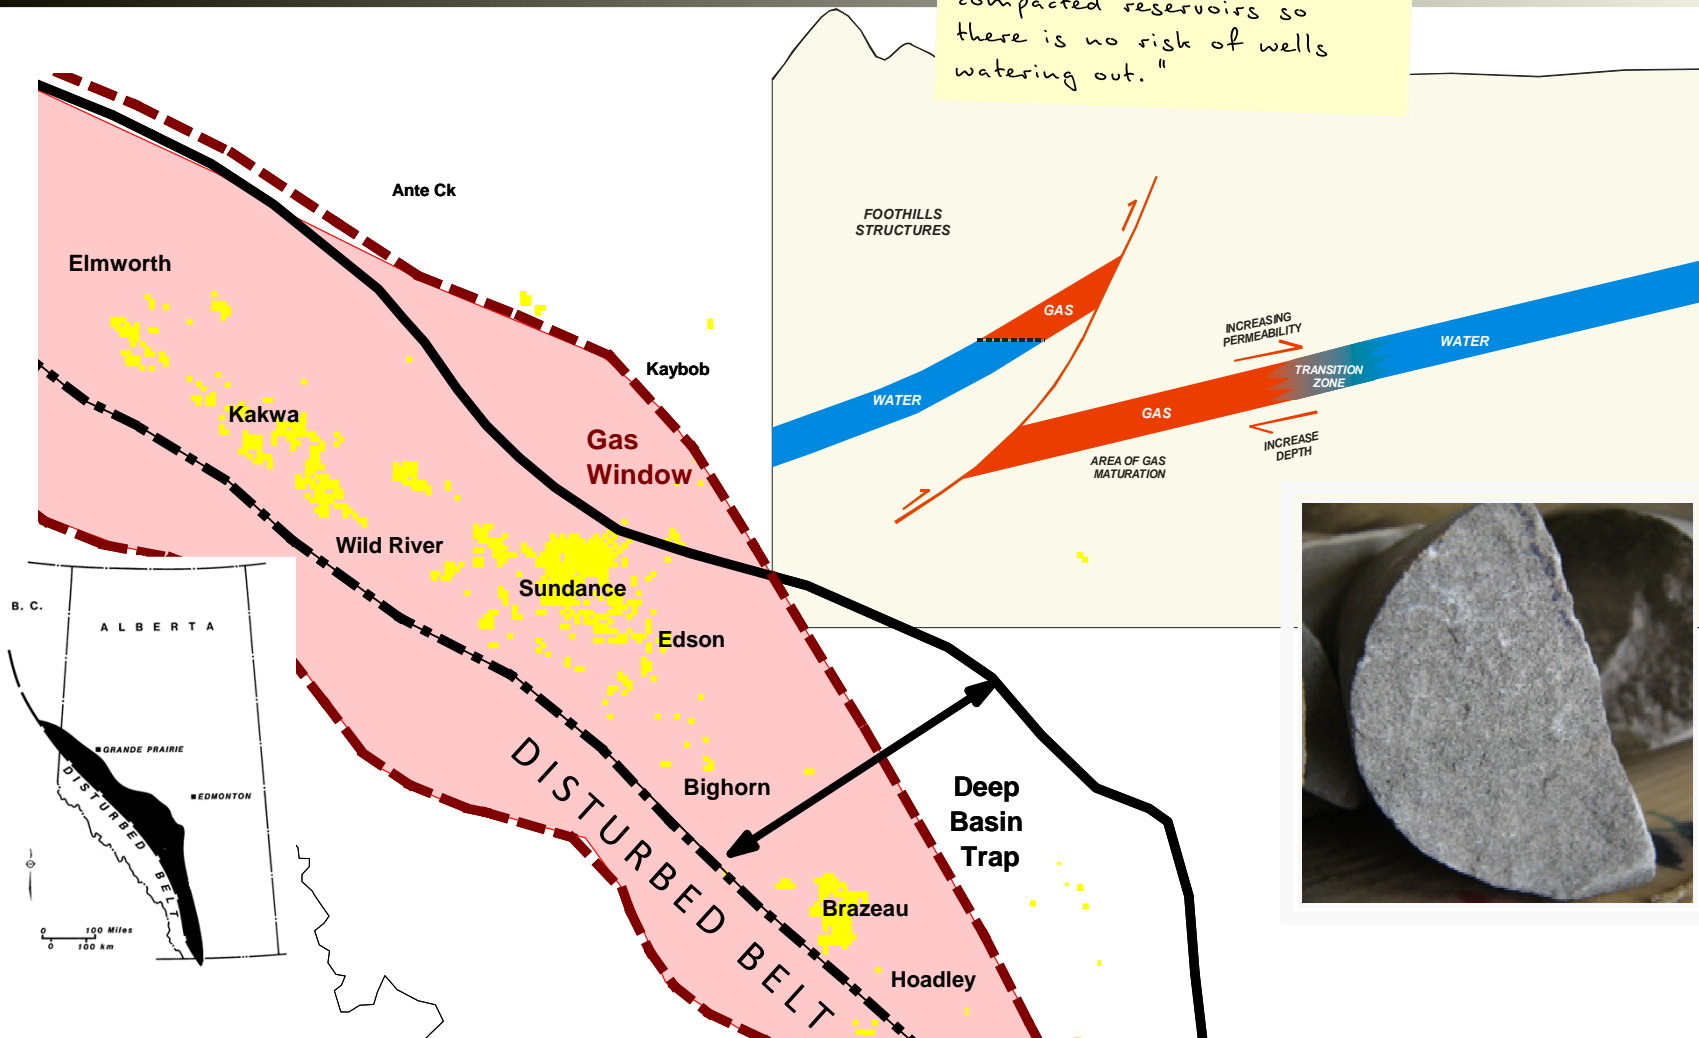 compacted reservoirs so
there is no risk of wells
watering out."
Ante Ck
Elmworth
Kaybob
Kakwa
Gas
Window
Wild River
Sundance
Edson
Bighorn
Deep
Basin
Trap
Brazeau
Hoadley
DISTURBED BELT
FOOTHILLS
STRUCTURES
GAS
WATER
INCREASING
PERMEABILITY
TRANSITION
ZONE
WATER
GAS
INCREASE
DEPTH
AREA OF GAS
MATURATION
B. C.
ALBERTA
GRANDE PRAIRIE
EDMONTON
DISTURBED BELT
0 100 Miles
0 100 km